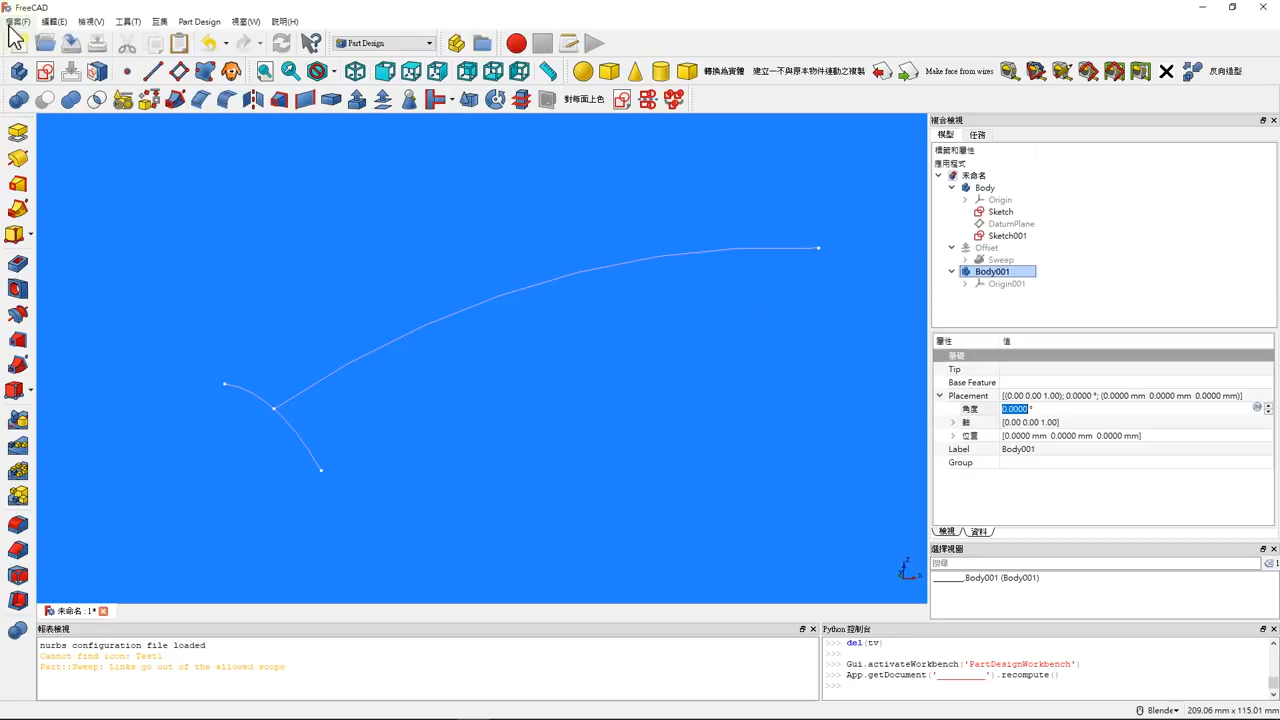 FreeCAD
檔案(F) 編輯(E) 檢視(V) 工具(T) 巨集 Part Design 視窗(W) 說明(H)
Part Design
轉換為實體 建立一不與原本物件連動之複製 Make face from wires 反向造型
對每面上色
複合檢視
模型 任務
標籤和屬性
應用程式
未命名
Body
Origin
Sketch
DatumPlane
Sketch001
Offset
Sweep
Body001
Origin001
屬性 值
基礎
Tip
Base Feature
Placement [(0.00 0.00 1.00); 0.0000 °; (0.0000 mm 0.0000 mm 0.0000 mm)]
角度 0.0000 °
軸 [0.00 0.00 1.00]
位置 [0.0000 mm 0.0000 mm 0.0000 mm]
Label Body001
Group
檢視 資料
選擇視圖
搜尋
1
_______.Body001 (Body001)
z
x
未命名 : 1*
報表檢視
nurbs configuration file loaded
Cannot find icon: Test1
Part::Sweep: Links go out of the allowed scope
Python 控制台
>>> del(tv)
>>>
>>> Gui.activateWorkbench('PartDesignWorkbench')
>>> App.getDocument('_________').recompute()
>>>
Blende 209.06 mm x 115.01 mm